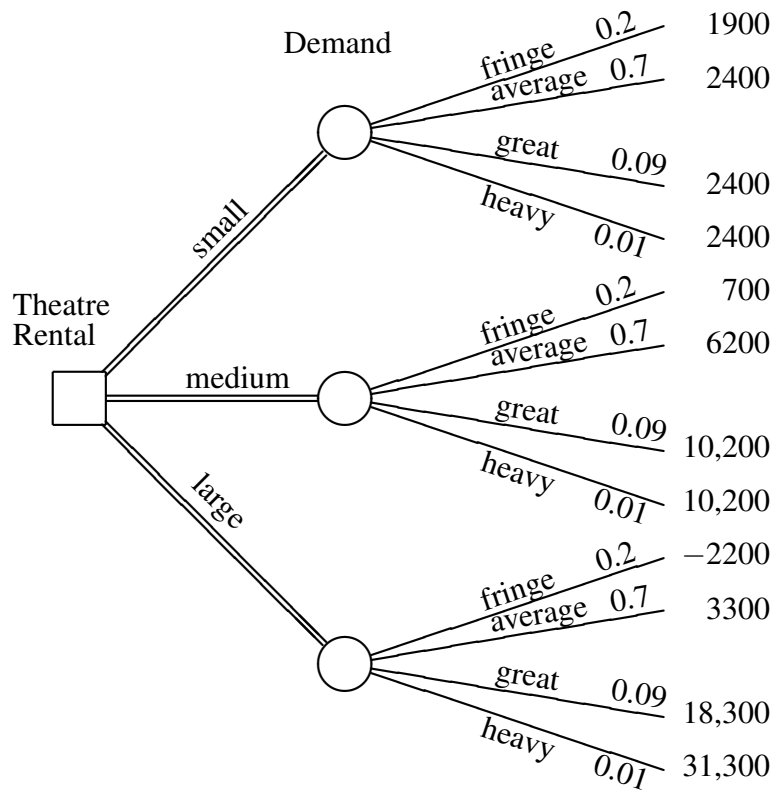 Demand
fringe 0.2 1900
average 0.7 2400
great 0.09 2400
heavy 0.01 2400
small
Theatre
Rental
fringe 0.2 700
average 0.7 6200
medium
great 0.09 10,200
heavy 0.01 10,200
large
fringe 0.2 −2200
average 0.7 3300
great 0.09 18,300
heavy 0.01 31,300